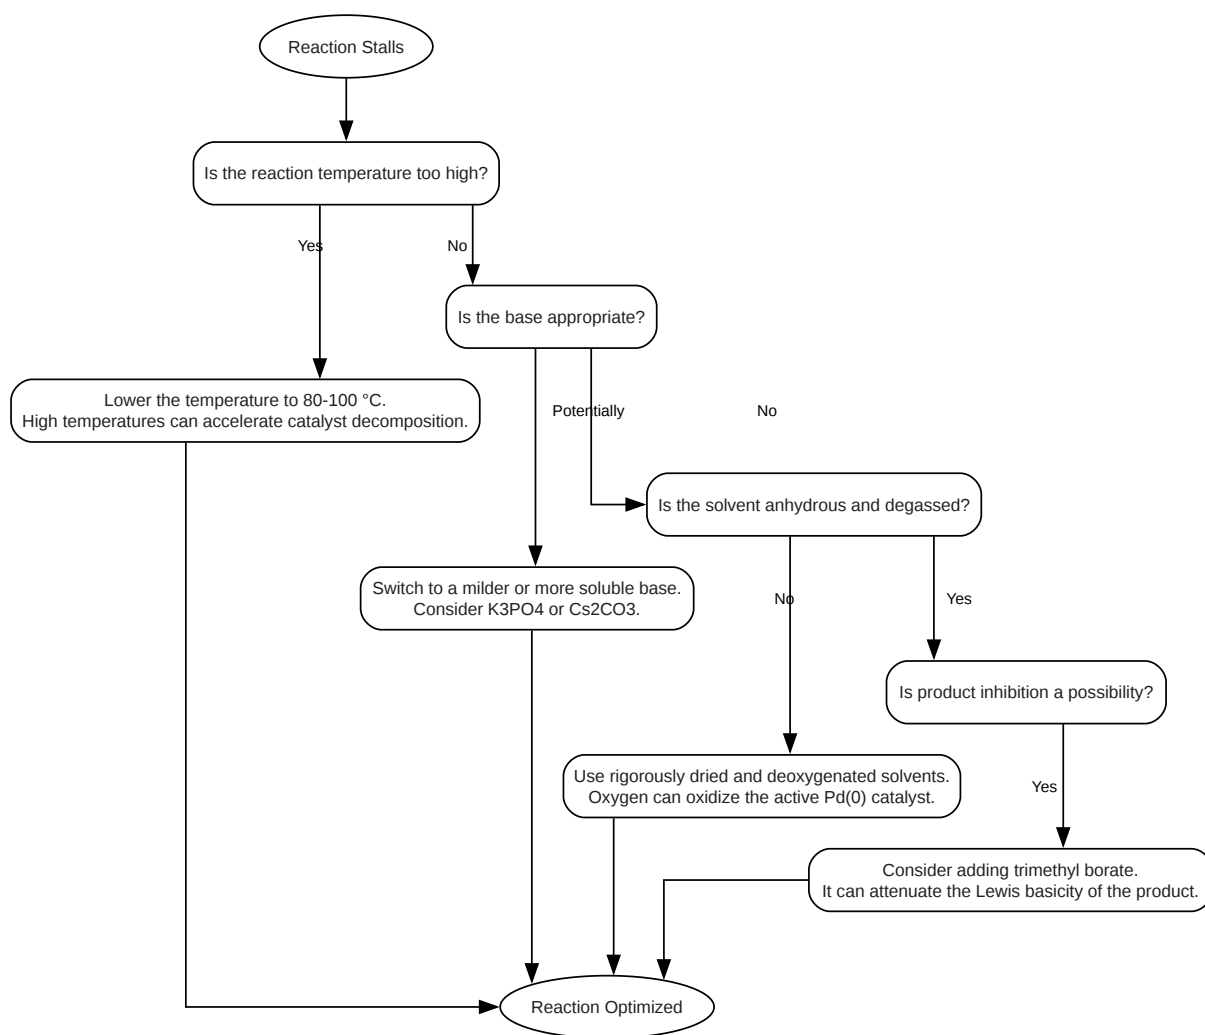 Reaction Stalls
Is the reaction temperature too high?
Yes
No
Is the base appropriate?
Lower the temperature to 80-100 °C.
High temperatures can accelerate catalyst decomposition.
Potentially
No
Is the solvent anhydrous and degassed?
Switch to a milder or more soluble base.
Consider K3PO4 or Cs2CO3.
No
Yes
Is product inhibition a possibility?
Use rigorously dried and deoxygenated solvents.
Oxygen can oxidize the active Pd(0) catalyst.
Yes
Consider adding trimethyl borate.
It can attenuate the Lewis basicity of the product.
Reaction Optimized